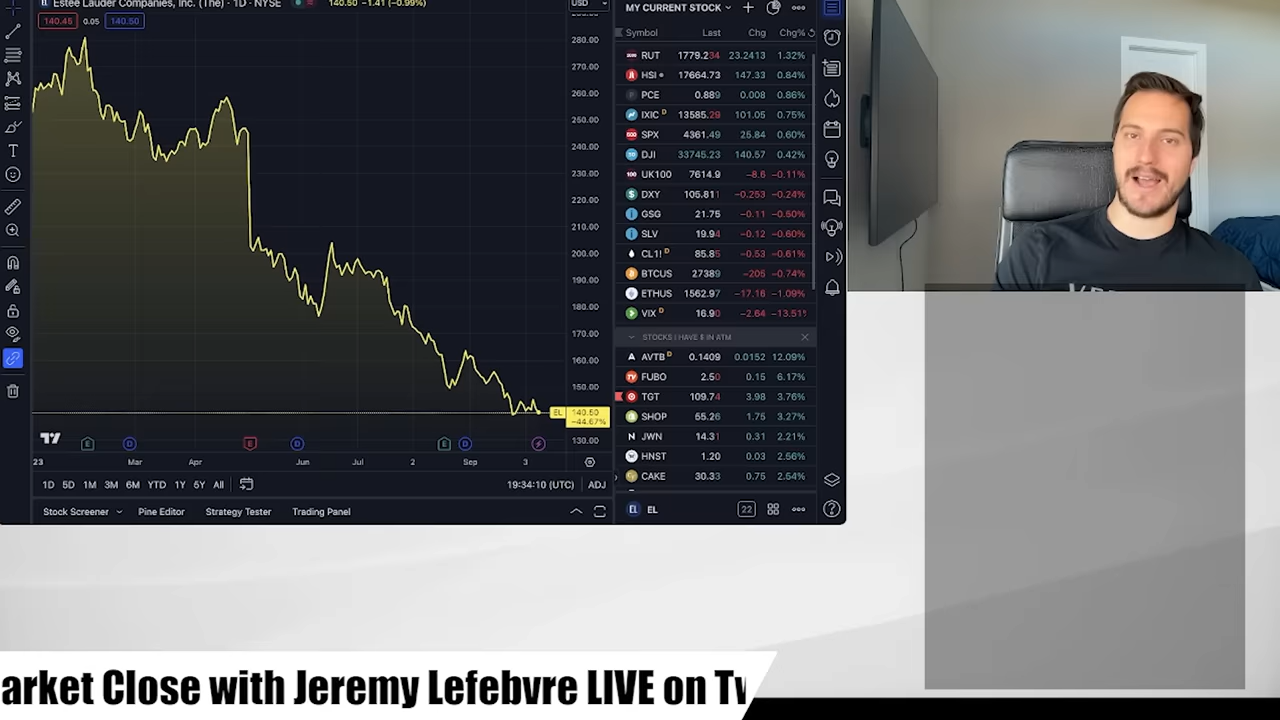 Estee Lauder Companies, Inc. (The) · 1D · NYSE
140.50 −1.41 (−0.99%)
USD
140.45 0.05 140.50
280.00
270.00
260.00
250.00
240.00
230.00
220.00
210.00
200.00
190.00
180.00
170.00
160.00
150.00
EL 140.50
−44.67%
130.00
E D E D E D
23 Mar Apr Jun Jul 2 Sep 3
1D 5D 1M 3M 6M YTD 1Y 5Y All 19:34:10 (UTC) ADJ
Stock Screener Pine Editor Strategy Tester Trading Panel
MY CURRENT STOCK
Symbol Last Chg Chg%
RUT 1779.234 23.2413 1.32%
HSI 17664.73 147.33 0.84%
PCE 0.889 0.008 0.86%
IXIC D 13585.29 101.05 0.75%
SPX 4361.49 25.84 0.60%
DJI 33745.23 140.57 0.42%
UK100 7614.9 −8.6 −0.11%
DXY 105.811 −0.253 −0.24%
GSG 21.75 −0.11 −0.50%
SLV 19.94 −0.12 −0.60%
CL1! D 85.85 −0.53 −0.61%
BTCUS 27389 −205 −0.74%
ETHUS 1562.97 −17.16 −1.09%
VIX D 16.90 −2.64 −13.51%
STOCKS I HAVE $ IN ATM
AVTB D 0.1409 0.0152 12.09%
FUBO 2.50 0.15 6.17%
TGT 109.74 3.98 3.76%
SHOP 55.26 1.75 3.27%
JWN 14.31 0.31 2.21%
HNST 1.20 0.03 2.56%
CAKE 30.33 0.75 2.54%
EL EL 22
arket Close with Jeremy Lefebvre LIVE on Tw